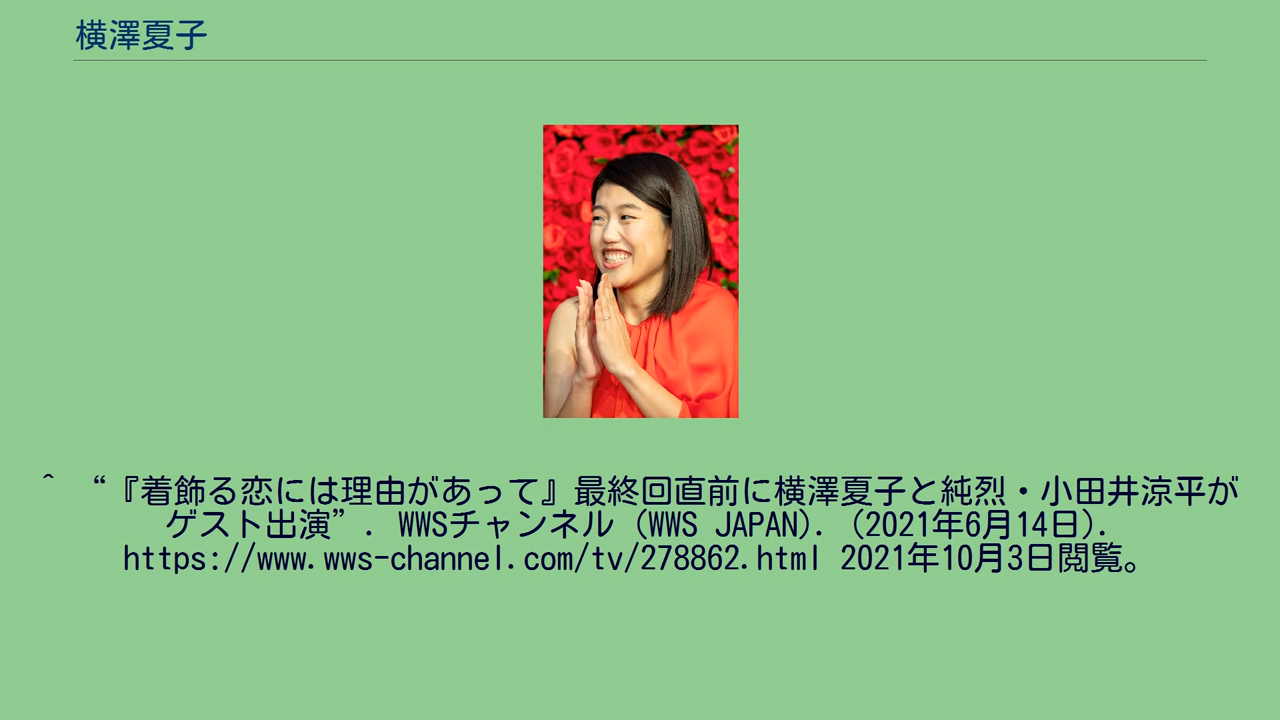 横澤夏子
^ “『着飾る恋には理由があって』最終回直前に横澤夏子と純烈・小田井涼平が
ゲスト出演”. WWSチャンネル (WWS JAPAN). (2021年6月14日).
https://www.wws-channel.com/tv/278862.html 2021年10月3日閲覧。